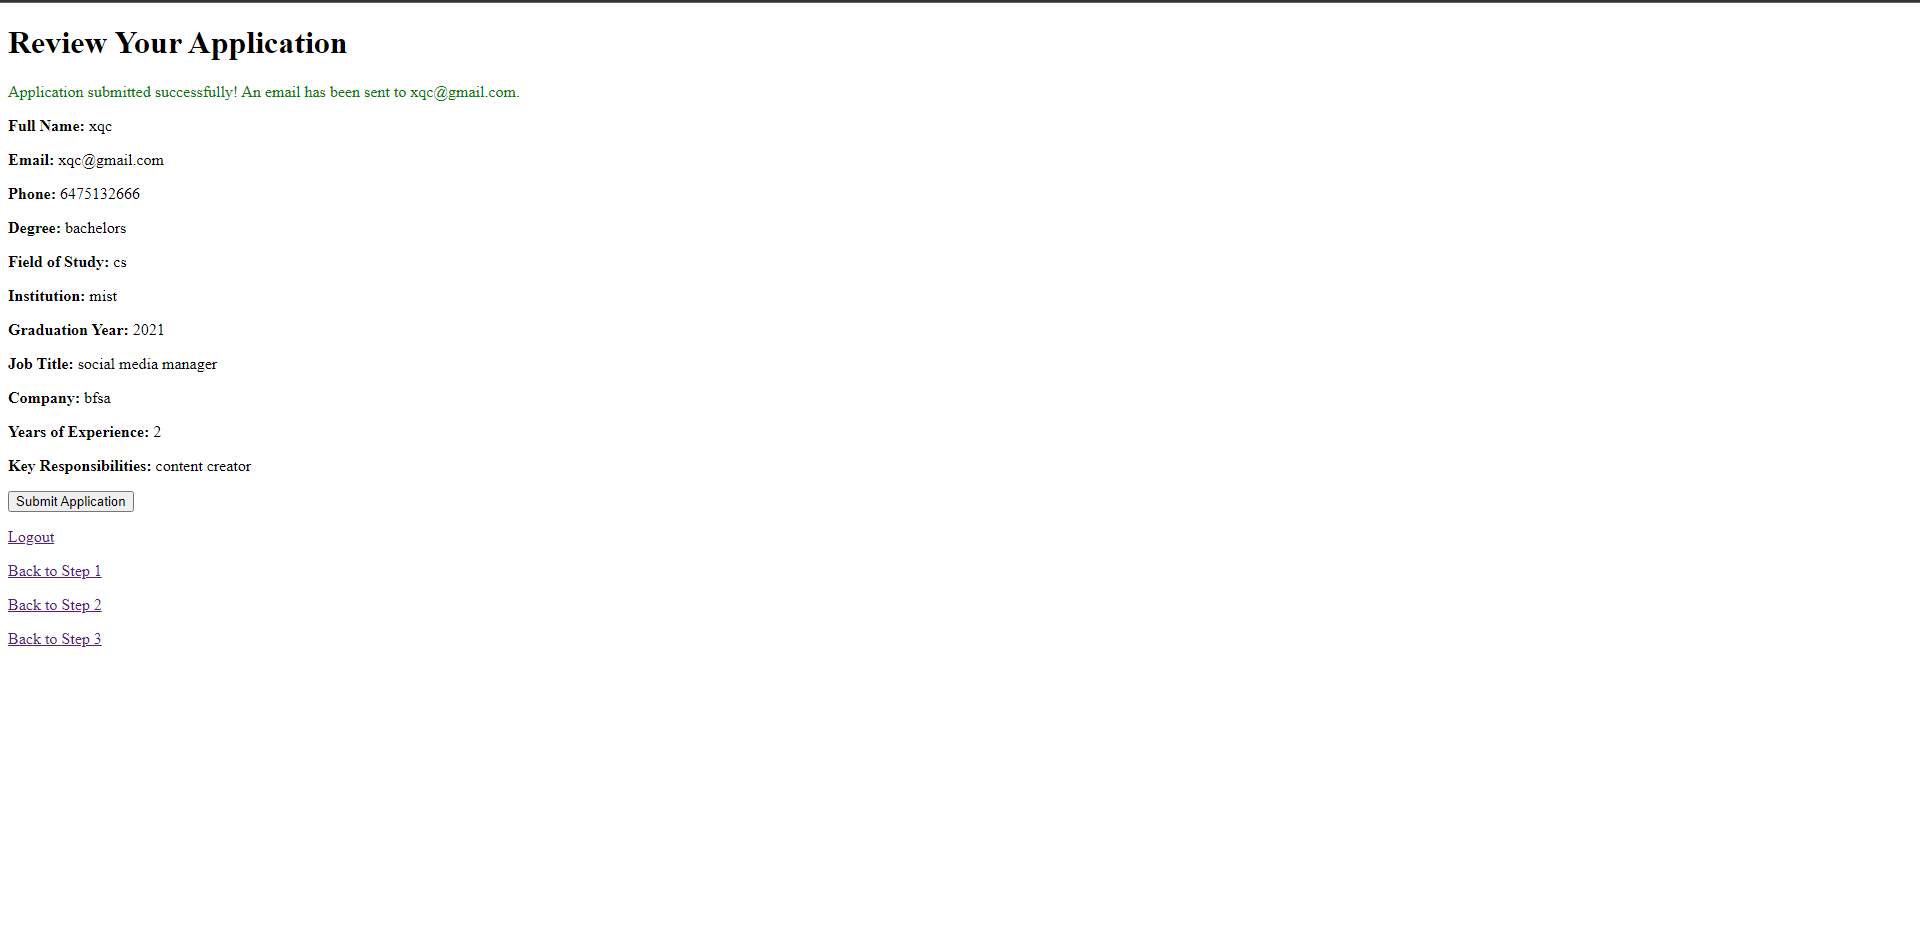 Review Your Application
Application submitted successfully! An email has been sent to xqc@gmail.com.
Full Name: xqc
Email: xqc@gmail.com
Phone: 6475132666
Degree: bachelors
Field of Study: cs
Institution: mist
Graduation Year: 2021
Job Title: social media manager
Company: bfsa
Years of Experience: 2
Key Responsibilities: content creator
Submit Application
Logout
Back to Step 1
Back to Step 2
Back to Step 3